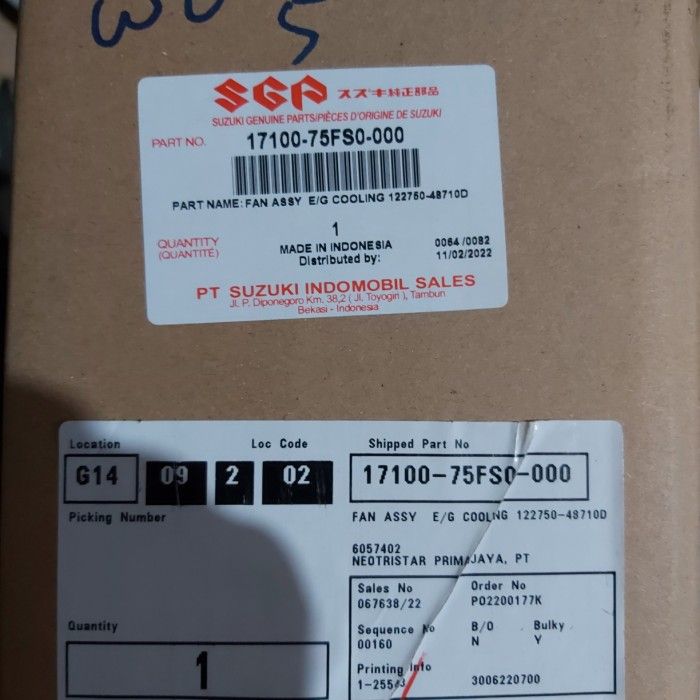 5
SGP スズキ純正部品
SUZUKI GENUINE PARTS/PIÈCES D'ORIGINE DE SUZUKI
PART NO. 17100-75FS0-000
PART NAME: FAN ASSY E/G COOLING 122750-48710D
1
QUANTITY
(QUANTITÉ)
MADE IN INDONESIA
Distributed by:
0064 /0082
11/02/2022
PT SUZUKI INDOMOBIL SALES
Jl. P. Diponegoro Km. 38,2 ( Jl. Toyogiri ), Tambun
Bekasi - Indonesia
Location Loc Code Shipped Part No
G14 09 2 02 17100-75FS0-000
Picking Number
FAN ASSY E/G COOLNG 122750-48710D
6057402
NEOTRISTAR PRIMAJAYA, PT
Sales No Order No
067638/22 PO2200177K
Sequence No B/O Bulky
00160 N Y
Quantity
1
Printing Info
3006220700